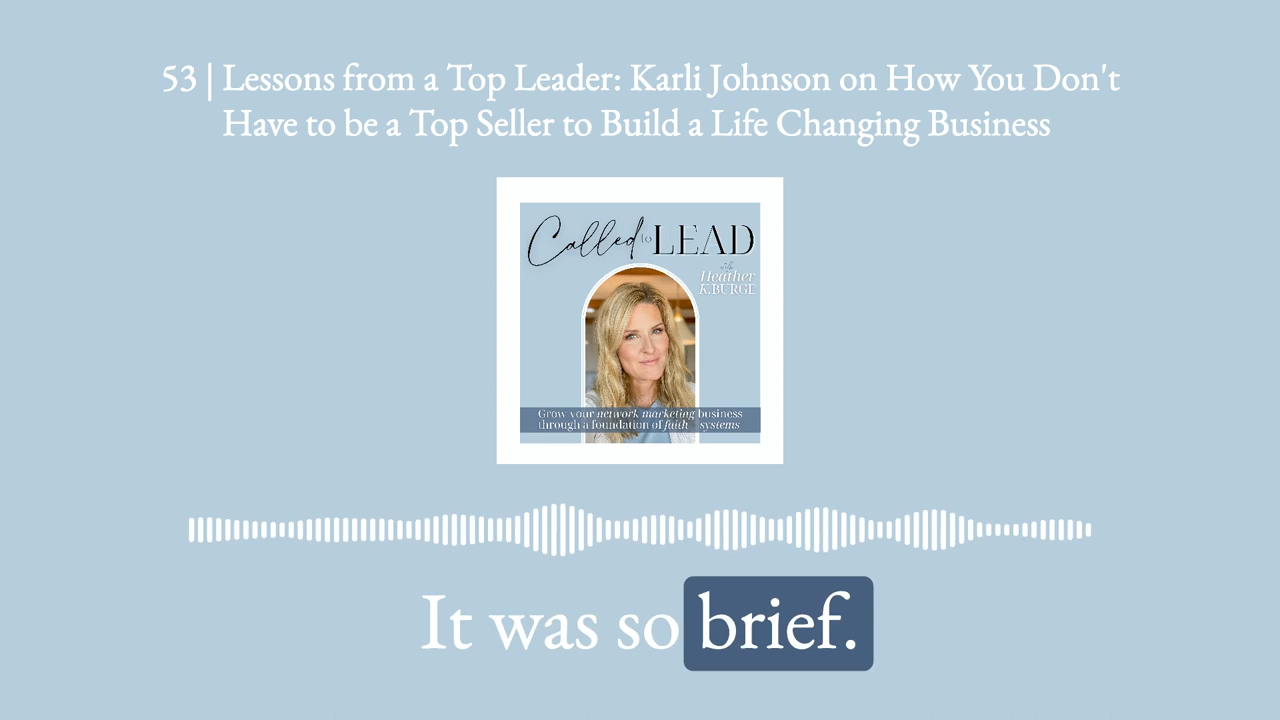 53 | Lessons from a Top Leader: Karli Johnson on How You Don't
Have to be a Top Seller to Build a Life Changing Business
Called to LEAD
with
Heather
K.BURGE
Grow your network marketing business
through a foundation of faith + systems
It was so brief.